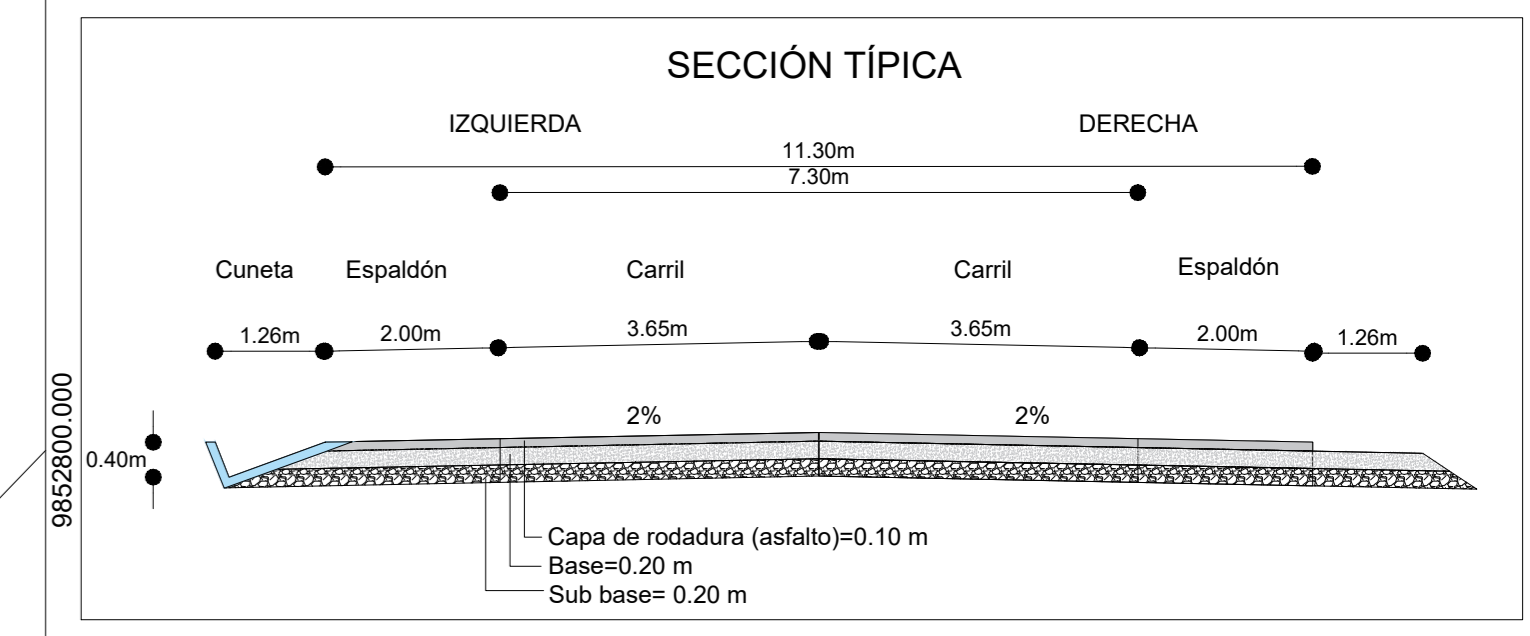 SECCIÓN TÍPICA
IZQUIERDA DERECHA
11.30m
7.30m
Cuneta Espaldón Carril Carril Espaldón
1.26m 2.00m 3.65m 3.65m 2.00m 1.26m
2% 2%
0.40m
9852800.000
Capa de rodadura (asfalto)=0.10 m
Base=0.20 m
Sub base= 0.20 m